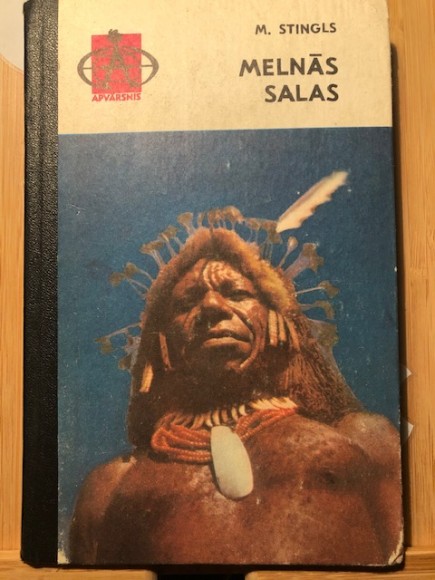 M. STINGLS
MELNĀS
SALAS
APVĀRSNIS